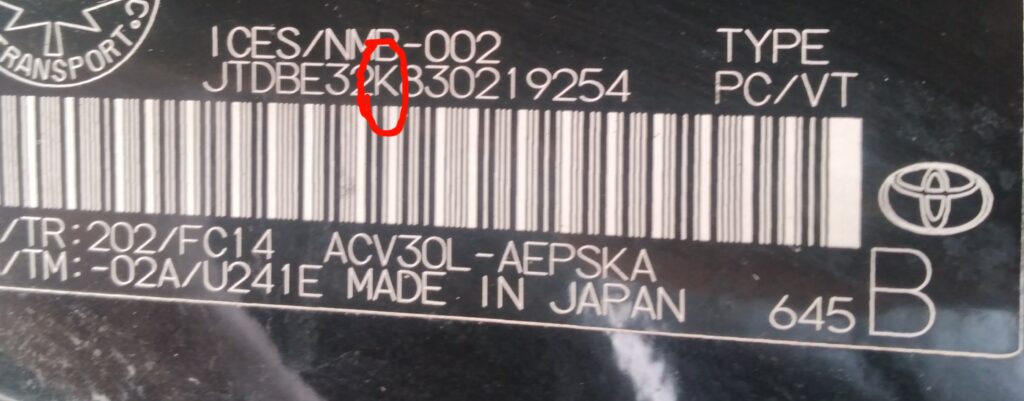 TRANSPORT·C
ICES/NMB-002
TYPE
JTDBE32K830219254
PC/VT
/TR:202/FC14 ACV30L-AEPSKA
/TM:-02A/U241E MADE IN JAPAN
645 B